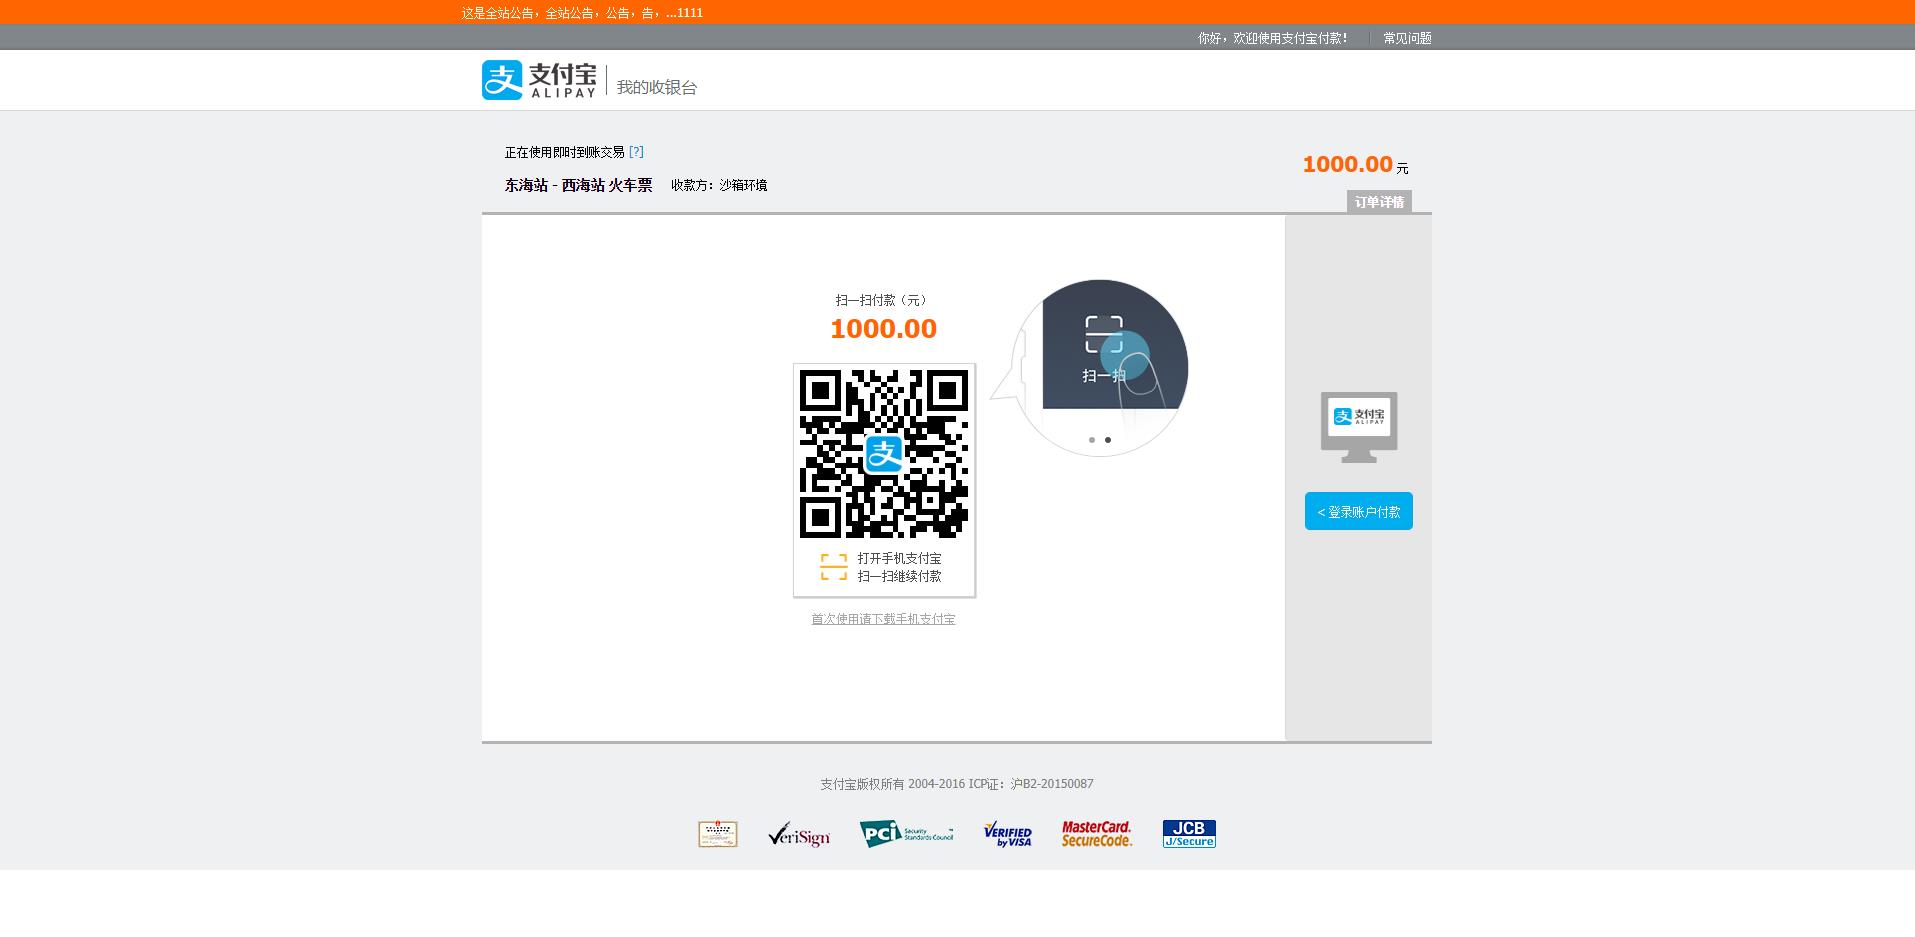 这是全站公告，全站公告，公告，告，...1111
你好，欢迎使用支付宝付款！ 常见问题
支付宝
ALIPAY
我的收银台
正在使用即时到账交易 [?]
1000.00 元
东海站 - 西海站 火车票 收款方：沙箱环境
订单详情
扫一扫付款（元）
1000.00
扫一扫
支
打开手机支付宝
扫一扫继续付款
首次使用请下载手机支付宝
支付宝
ALIPAY
< 登录账户付款
支付宝版权所有 2004-2016 ICP证：沪B2-20150087
VeriSign
PCI Security Standards Council
VERIFIED by VISA
MasterCard. SecureCode.
JCB J/Secure